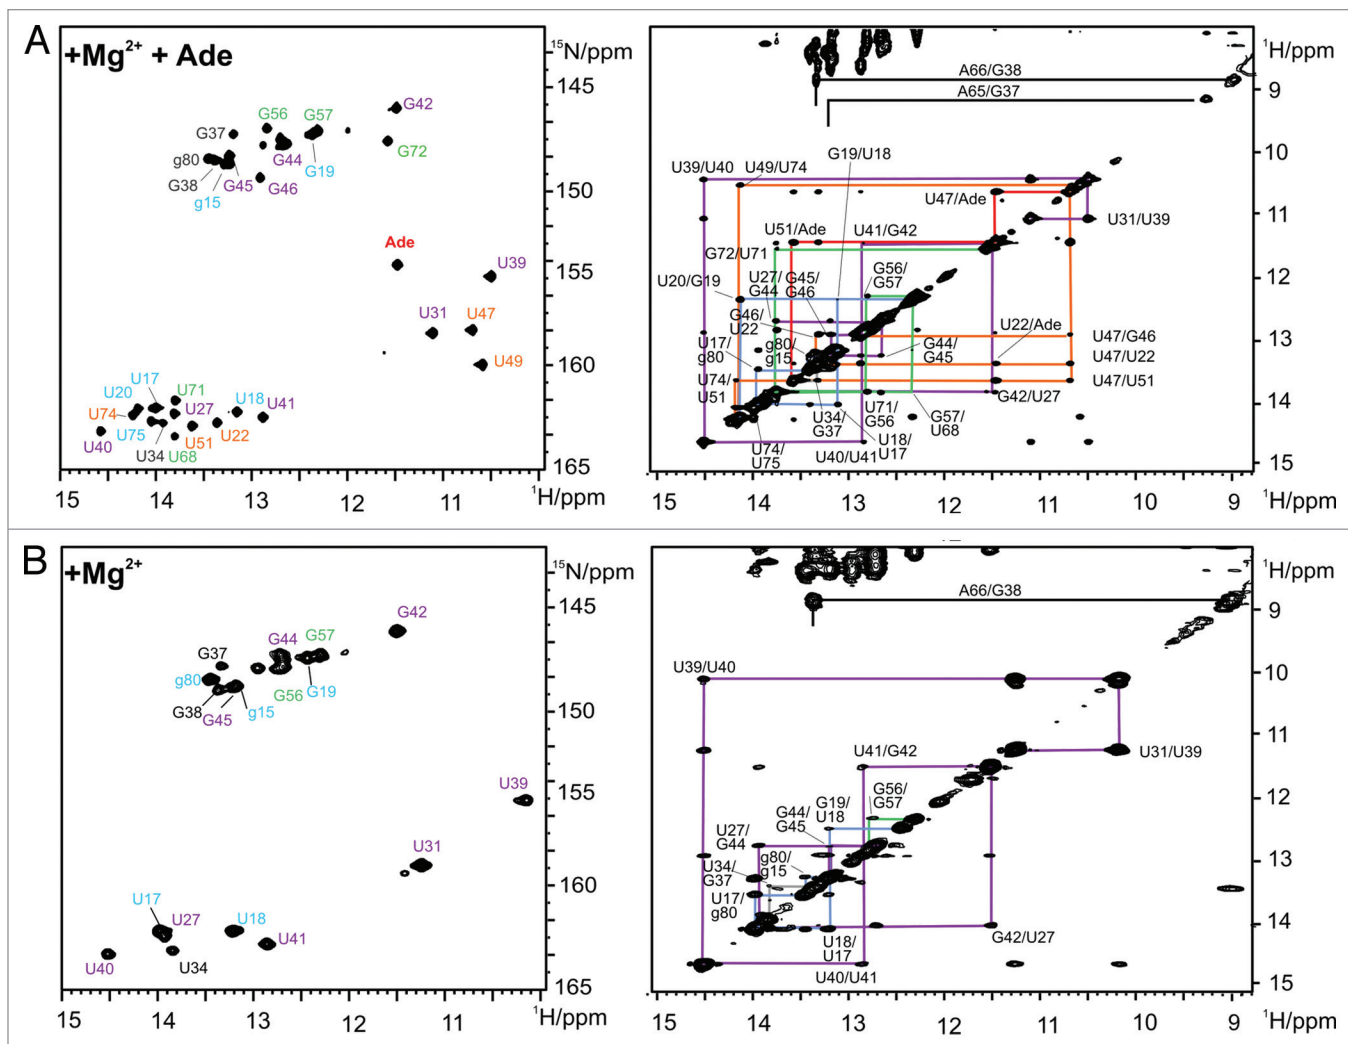 A
+Mg2+ + Ade
15N/ppm
145
150
155
160
165
G42
G56
G57
G37
G72
g80
G44
G19
G38
G45
G46
g15
Ade
U39
U31
U47
U49
U17
U20
U71
U18
U27
U41
U74
U75
U51
U22
U40
U34
U68
15
14
13
12
11
1H/ppm
1H/ppm
A66/G38
9
A65/G37
10
G19/U18
U39/U40
U49/U74
U47/Ade
11
U31/U39
U51/Ade
U41/G42
G72/U71
12
U20/G19
U27/
G44
G45/
G46
G56/
G57
G46/
U22
U22/Ade
13
U17/
g80
g80/
g15
G44/
G45
U47/G46
U47/U22
U74/
U51
U47/U51
G42/U27
14
U34/
G37
U71/
G56
G57/
U68
U18/
U17
U74/
U75
U40/U41
15
15
14
13
12
11
10
9
1H/ppm
B
+Mg2+
15N/ppm
145
150
155
160
165
G42
G44
G57
G37
g80
G56
G19
G38
G45
g15
U39
U31
U17
U27
U18
U41
U40
U34
15
14
13
12
11
1H/ppm
1H/ppm
A66/G38
9
U39/U40
10
11
U41/G42
U31/U39
G56/
G57
12
G19/
U18
G44/
G45
U27/
G44
13
g80/
g15
U34/
G37
U17/
g80
14
G42/U27
U18/
U17
U40/U41
15
15
14
13
12
11
10
9
1H/ppm